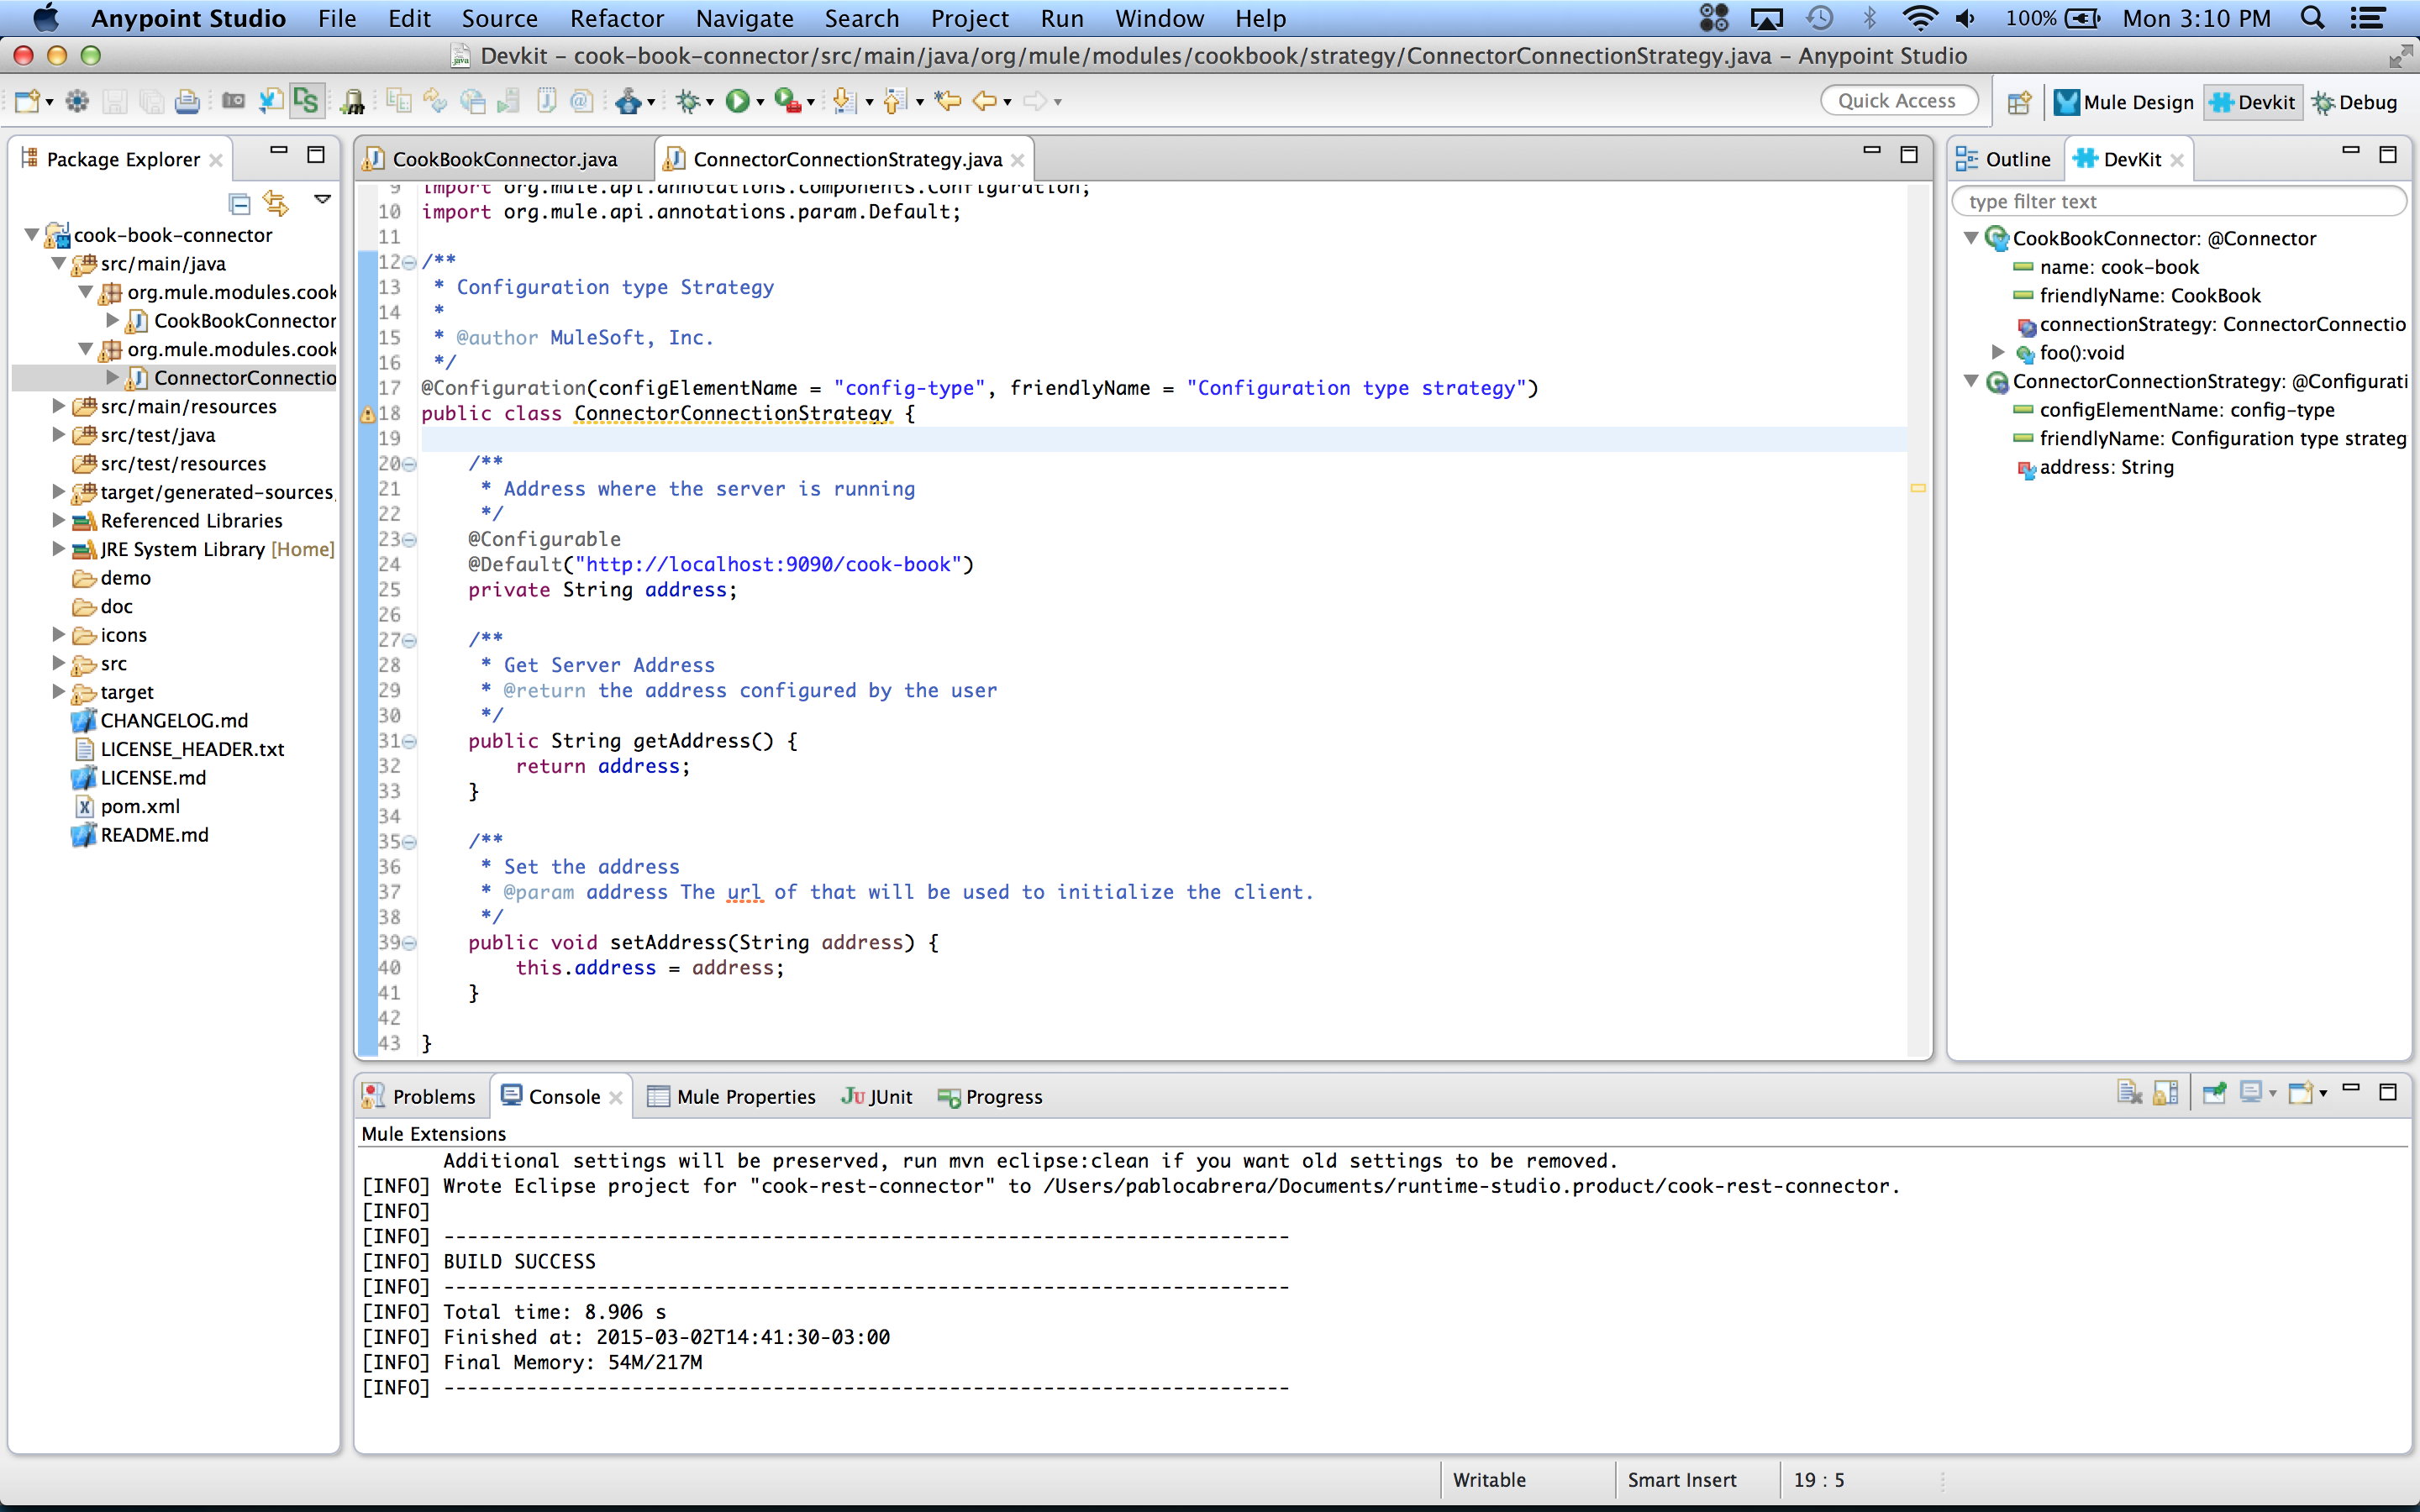 Anypoint Studio File Edit Source Refactor Navigate Search Project Run Window Help 100% Mon 3:10 PM
Devkit – cook-book-connector/src/main/java/org/mule/modules/cookbook/strategy/ConnectorConnectionStrategy.java – Anypoint Studio
Quick Access Mule Design Devkit Debug
Package Explorer
cook-book-connector
src/main/java
org.mule.modules.cook
CookBookConnector
org.mule.modules.cook
ConnectorConnectio
src/main/resources
src/test/java
src/test/resources
target/generated-sources
Referenced Libraries
JRE System Library [Home]
demo
doc
icons
src
target
CHANGELOG.md
LICENSE_HEADER.txt
LICENSE.md
pom.xml
README.md
CookBookConnector.java ConnectorConnectionStrategy.java
9 import org.mule.api.annotations.components.Configuration;
10 import org.mule.api.annotations.param.Default;
11
12 /**
13 * Configuration type Strategy
14 *
15 * @author MuleSoft, Inc.
16 */
17 @Configuration(configElementName = "config-type", friendlyName = "Configuration type strategy")
18 public class ConnectorConnectionStrategy {
19
20 /**
21 * Address where the server is running
22 */
23 @Configurable
24 @Default("http://localhost:9090/cook-book")
25 private String address;
26
27 /**
28 * Get Server Address
29 * @return the address configured by the user
30 */
31 public String getAddress() {
32 return address;
33 }
34
35 /**
36 * Set the address
37 * @param address The url of that will be used to initialize the client.
38 */
39 public void setAddress(String address) {
40 this.address = address;
41 }
42
43 }
Outline DevKit
type filter text
CookBookConnector: @Connector
name: cook-book
friendlyName: CookBook
connectionStrategy: ConnectorConnectio
foo():void
ConnectorConnectionStrategy: @Configurati
configElementName: config-type
friendlyName: Configuration type strateg
address: String
Problems Console Mule Properties JUnit Progress
Mule Extensions
Additional settings will be preserved, run mvn eclipse:clean if you want old settings to be removed.
[INFO] Wrote Eclipse project for "cook-rest-connector" to /Users/pablocabrera/Documents/runtime-studio.product/cook-rest-connector.
[INFO]
[INFO] ------------------------------------------------------------------------
[INFO] BUILD SUCCESS
[INFO] ------------------------------------------------------------------------
[INFO] Total time: 8.906 s
[INFO] Finished at: 2015-03-02T14:41:30-03:00
[INFO] Final Memory: 54M/217M
[INFO] ------------------------------------------------------------------------
Writable Smart Insert 19 : 5